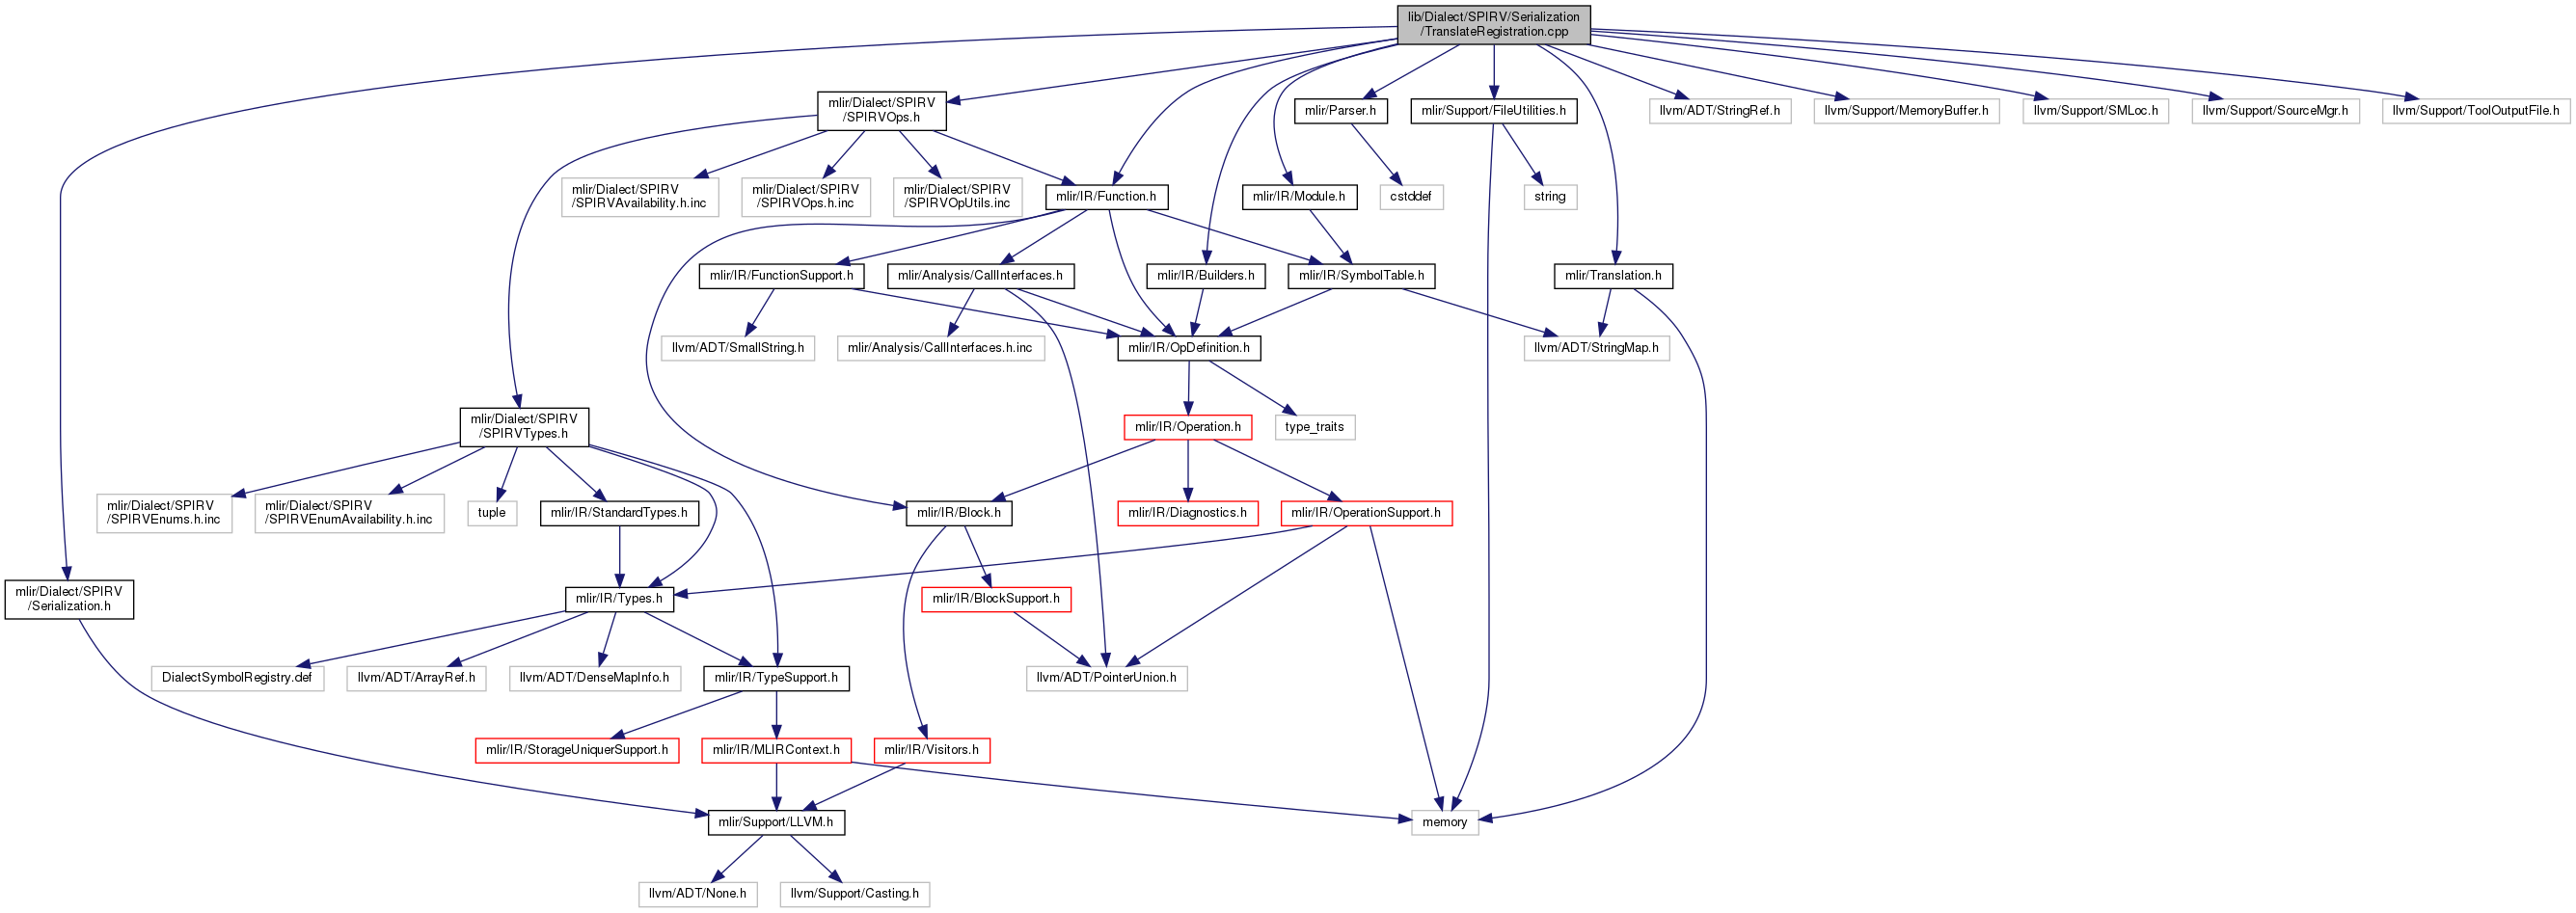 lib/Dialect/SPIRV/Serialization
/TranslateRegistration.cpp
mlir/Dialect/SPIRV
/SPIRVOps.h
mlir/Parser.h
mlir/Support/FileUtilities.h
llvm/ADT/StringRef.h
llvm/Support/MemoryBuffer.h
llvm/Support/SMLoc.h
llvm/Support/SourceMgr.h
llvm/Support/ToolOutputFile.h
mlir/Dialect/SPIRV
/SPIRVAvailability.h.inc
mlir/Dialect/SPIRV
/SPIRVOps.h.inc
mlir/Dialect/SPIRV
/SPIRVOpUtils.inc
mlir/IR/Function.h
mlir/IR/Module.h
cstddef
string
mlir/IR/FunctionSupport.h
mlir/Analysis/CallInterfaces.h
mlir/IR/Builders.h
mlir/IR/SymbolTable.h
mlir/Translation.h
llvm/ADT/SmallString.h
mlir/Analysis/CallInterfaces.h.inc
mlir/IR/OpDefinition.h
llvm/ADT/StringMap.h
mlir/Dialect/SPIRV
/SPIRVTypes.h
mlir/IR/Operation.h
type_traits
mlir/Dialect/SPIRV
/SPIRVEnums.h.inc
mlir/Dialect/SPIRV
/SPIRVEnumAvailability.h.inc
tuple
mlir/IR/StandardTypes.h
mlir/IR/Block.h
mlir/IR/Diagnostics.h
mlir/IR/OperationSupport.h
mlir/Dialect/SPIRV
/Serialization.h
mlir/IR/Types.h
mlir/IR/BlockSupport.h
DialectSymbolRegistry.def
llvm/ADT/ArrayRef.h
llvm/ADT/DenseMapInfo.h
mlir/IR/TypeSupport.h
llvm/ADT/PointerUnion.h
mlir/IR/StorageUniquerSupport.h
mlir/IR/MLIRContext.h
mlir/IR/Visitors.h
mlir/Support/LLVM.h
memory
llvm/ADT/None.h
llvm/Support/Casting.h